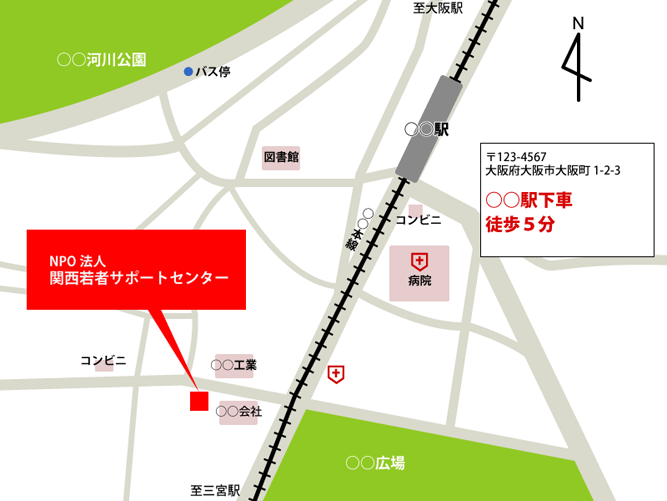 至大阪駅
N
○○河川公園
バス停
○◎駅
〒123-4567
大阪府大阪市大阪町 1-2-3
図書館
○○駅下車
徒歩５分
○○本線
コンビニ
NPO 法人
関西若者サポートセンター
病院
コンビニ
○○工業
○○会社
○○広場
至三宮駅